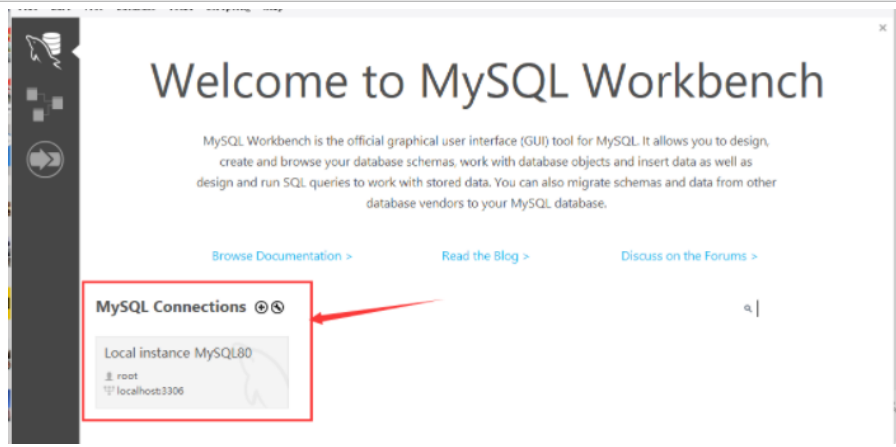 Welcome to MySQL Workbench
MySQL Workbench is the official graphical user interface (GUI) tool for MySQL. It allows you to design,
create and browse your database schemas, work with database objects and insert data as well as
design and run SQL queries to work with stored data. You can also migrate schemas and data from other
database vendors to your MySQL database.
Browse Documentation >
Read the Blog >
Discuss on the Forums >
MySQL Connections
Local instance MySQL80
root
localhost:3306